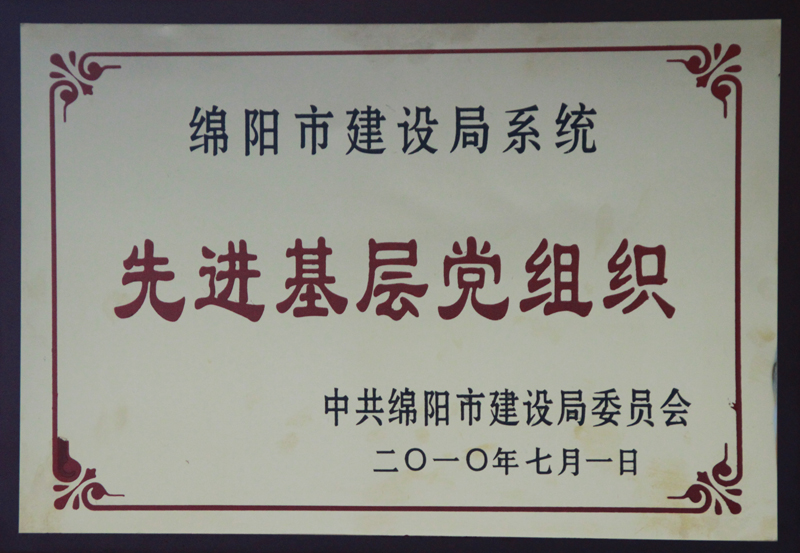 绵阳市建设局系统
先进基层党组织
中共绵阳市建设局委员会
二〇一〇年七月一日